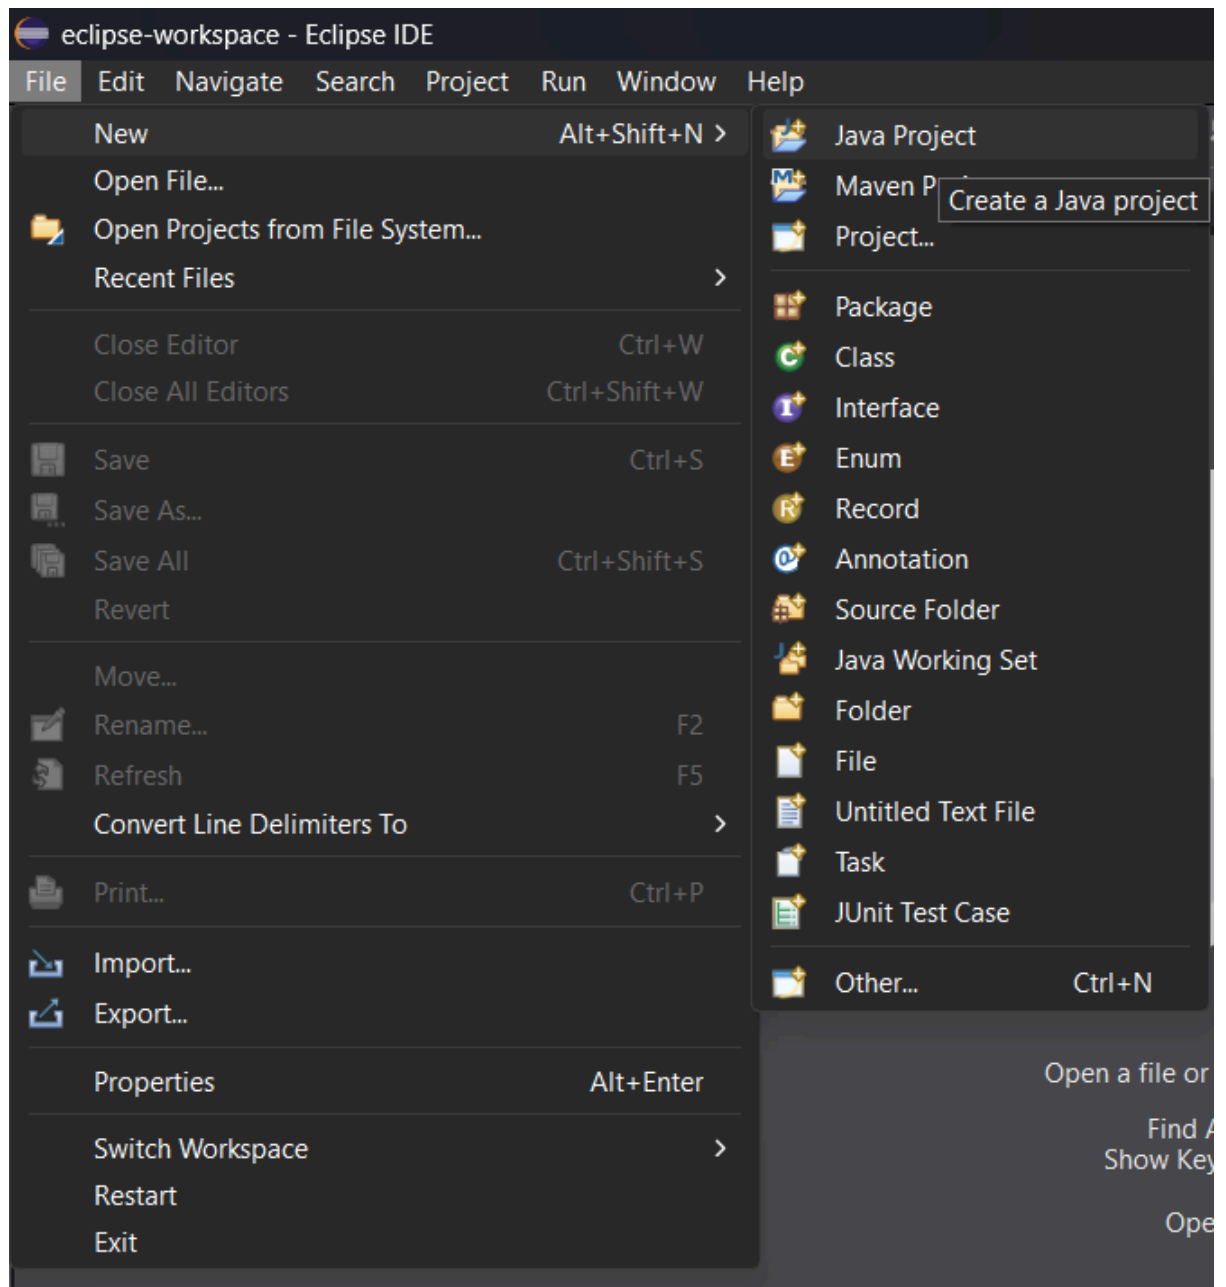 eclipse-workspace - Eclipse IDE
File Edit Navigate Search Project Run Window Help
New Alt+Shift+N >
Open File...
Open Projects from File System...
Recent Files >
Close Editor Ctrl+W
Close All Editors Ctrl+Shift+W
Save Ctrl+S
Save As...
Save All Ctrl+Shift+S
Revert
Move...
Rename... F2
Refresh F5
Convert Line Delimiters To >
Print... Ctrl+P
Import...
Export...
Properties Alt+Enter
Switch Workspace >
Restart
Exit
Java Project
Maven
Create a Java project
Project...
Package
Class
Interface
Enum
Record
Annotation
Source Folder
Java Working Set
Folder
File
Untitled Text File
Task
JUnit Test Case
Other... Ctrl+N
Open a file or
Find
Show Key